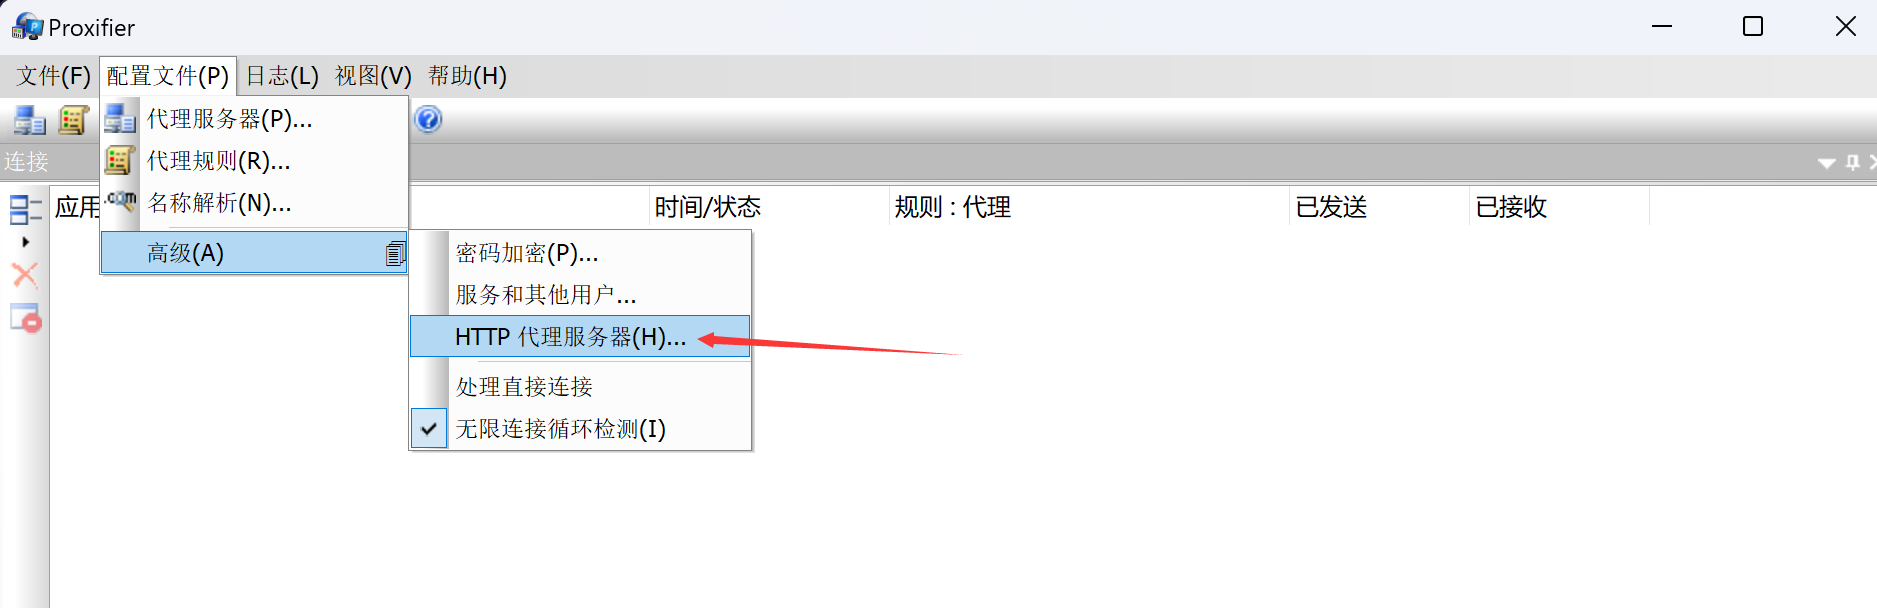 Proxifier
文件(F) 配置文件(P) 日志(L) 视图(V) 帮助(H)
代理服务器(P)...
代理规则(R)...
名称解析(N)...
高级(A)
连接
应用 时间/状态 规则 : 代理 已发送 已接收
密码加密(P)...
服务和其他用户...
HTTP 代理服务器(H)...
处理直接连接
无限连接循环检测(I)